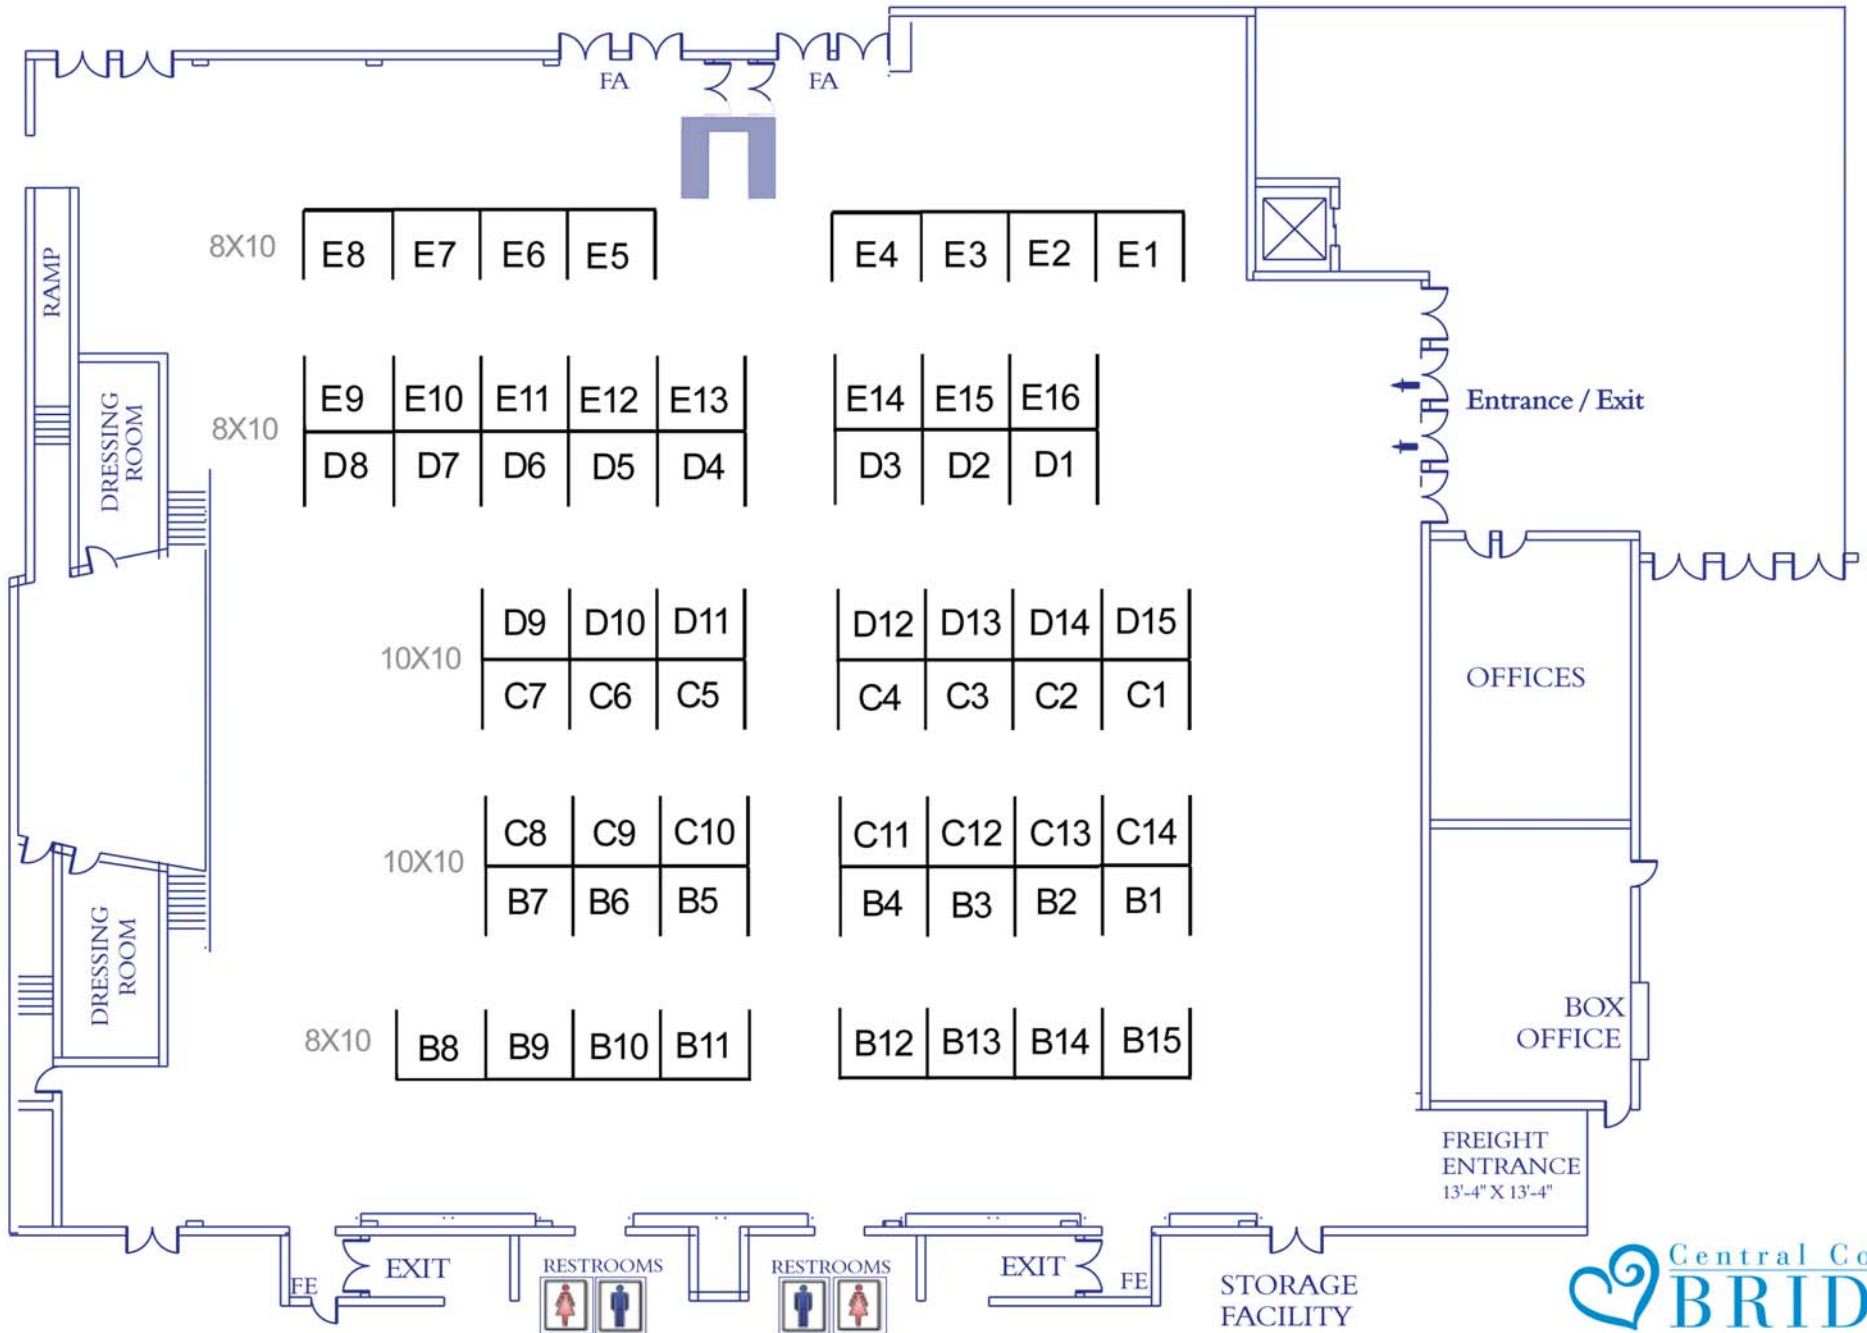 FA
FA
8X10
E8 E7 E6 E5 E4 E3 E2 E1
RAMP
8X10
E9 E10 E11 E12 E13 E14 E15 E16
D8 D7 D6 D5 D4 D3 D2 D1
DRESSING
ROOM
Entrance / Exit
10X10
D9 D10 D11 D12 D13 D14 D15
C7 C6 C5 C4 C3 C2 C1
OFFICES
10X10
C8 C9 C10 C11 C12 C13 C14
B7 B6 B5 B4 B3 B2 B1
DRESSING
ROOM
8X10
B8 B9 B10 B11 B12 B13 B14 B15
BOX
OFFICE
FREIGHT
ENTRANCE
13'-4" X 13'-4"
FE
EXIT
RESTROOMS
RESTROOMS
EXIT
FE
STORAGE
FACILITY
Central Co
BRID